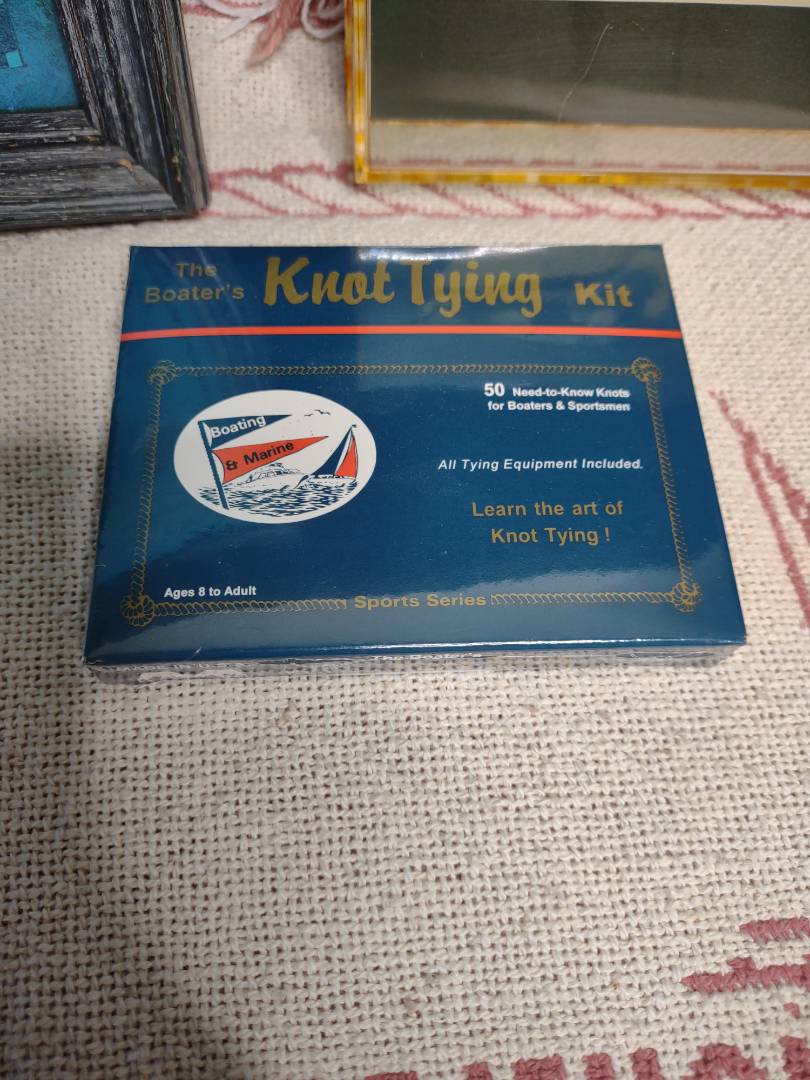 The
Boater's
Knot Tying
Kit
Boating
& Marine
50 Need-to-Know Knots
for Boaters & Sportsmen
All Tying Equipment Included.
Learn the art of
Knot Tying !
Ages 8 to Adult
Sports Series